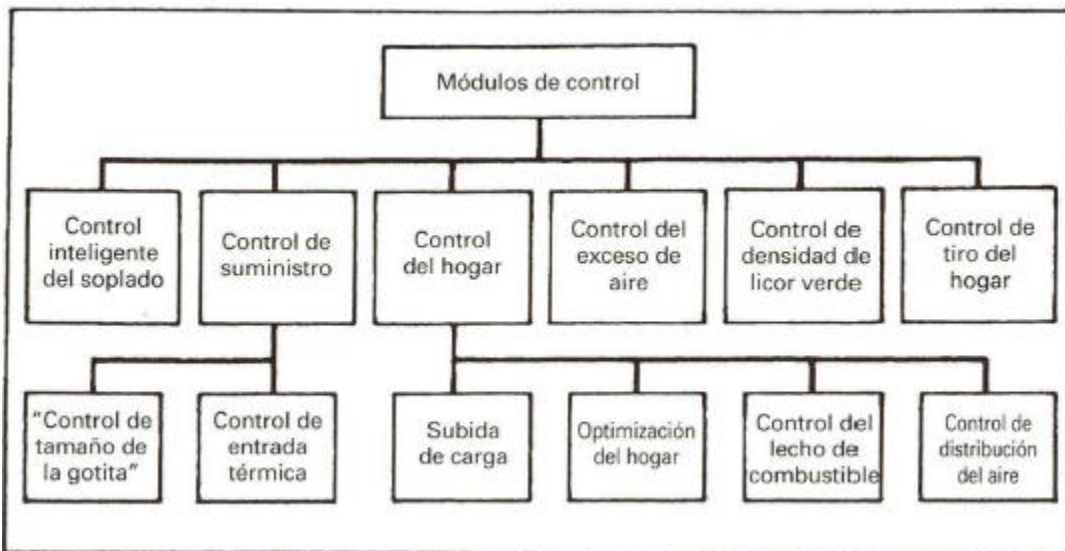 Módulos de control
Control
inteligente
del soplado
Control de
suministro
Control
del hogar
Control del
exceso de
aire
Control de
densidad de
licor verde
Control de
tiro del
hogar
"Control de
tamaño de
la gotita"
Control de
entrada
térmica
Subida
de carga
Optimización
del hogar
Control del
lecho de
combustible
Control de
distribución
del aire